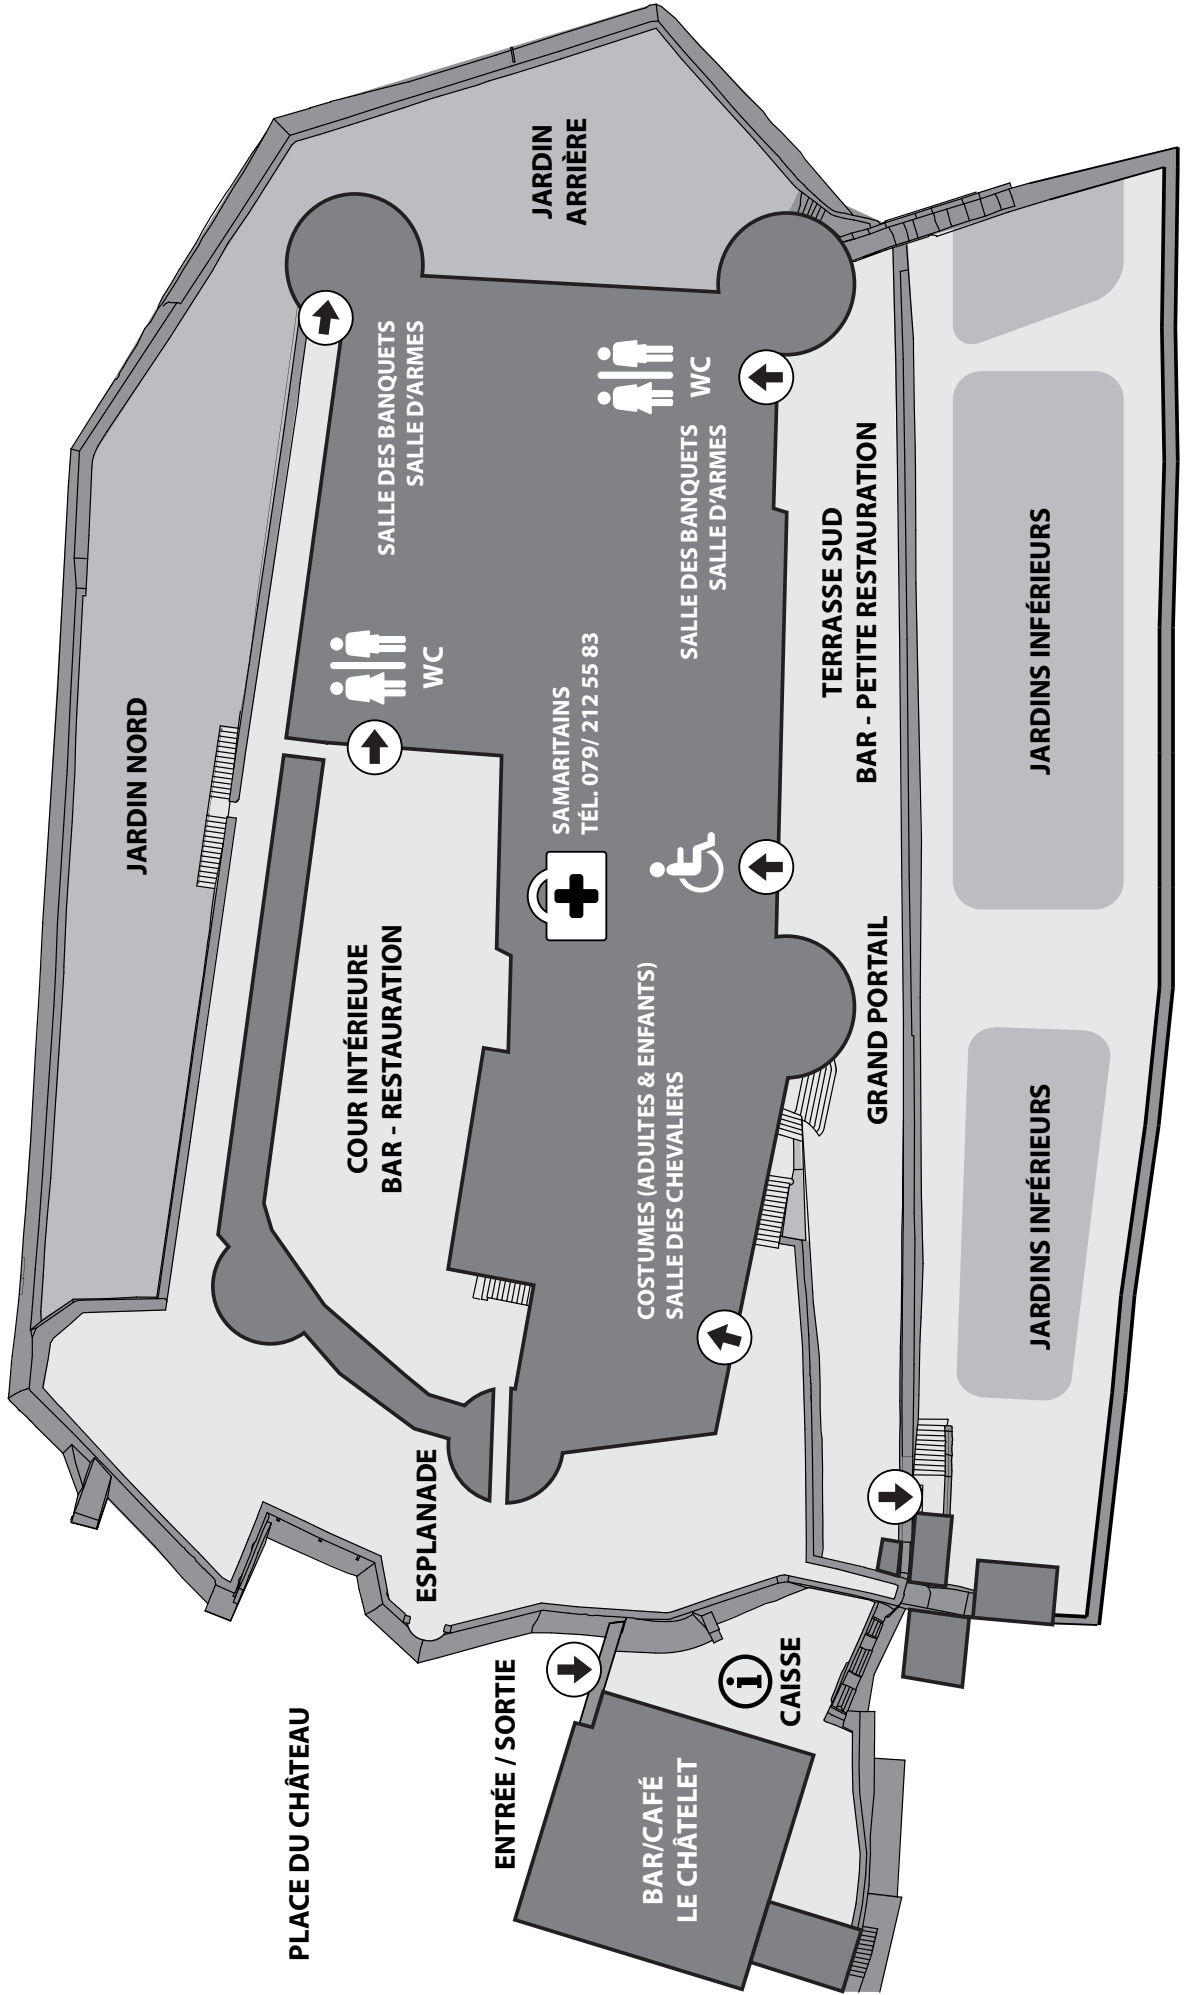 PLACE DU CHÂTEAU
ENTRÉE / SORTIE
BAR/CAFÉ
LE CHÂTELET
i
CAISSE
ESPLANADE
JARDIN NORD
COUR INTÉRIEURE
BAR - RESTAURATION
WC
SALLE DES BANQUETS
SALLE D'ARMES
JARDIN
ARRIÈRE
SAMARITAINS
TÉL. 079/ 212 55 83
COSTUMES (ADULTES & ENFANTS)
SALLE DES CHEVALIERS
SALLE DES BANQUETS
SALLE D'ARMES
WC
GRAND PORTAIL
TERRASSE SUD
BAR - PETITE RESTAURATION
JARDINS INFÉRIEURS
JARDINS INFÉRIEURS